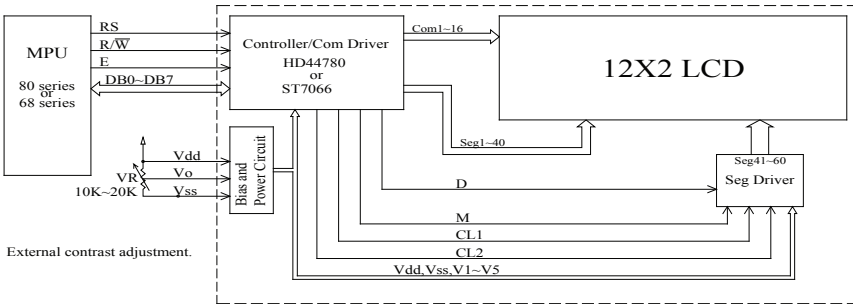 MPU
80 series
or
68 series
RS
R/W̅
E
DB0~DB7
Controller/Com Driver
HD44780
or
ST7066
Com1~16
12X2 LCD
Seg1~40
Seg41~60
Seg Driver
Vdd
Vo
Vss
VR
10K~20K
Bias and
Power Circuit
D
M
CL1
CL2
Vdd,Vss,V1~V5
External contrast adjustment.